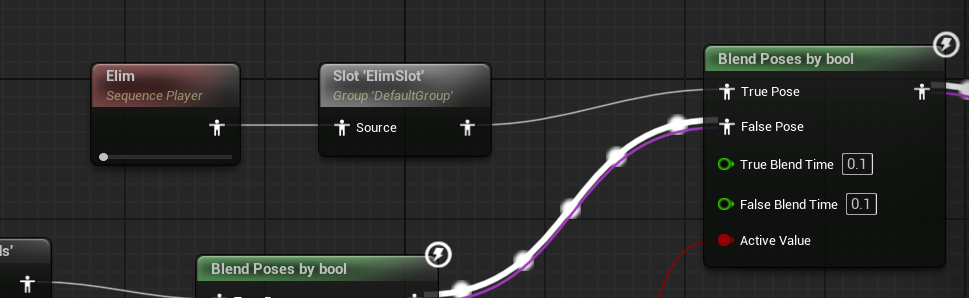 Elim
Sequence Player
Slot 'ElimSlot'
Group 'DefaultGroup'
Source
Blend Poses by bool
True Pose
False Pose
True Blend Time 0.1
False Blend Time 0.1
Active Value
Blend Poses by bool